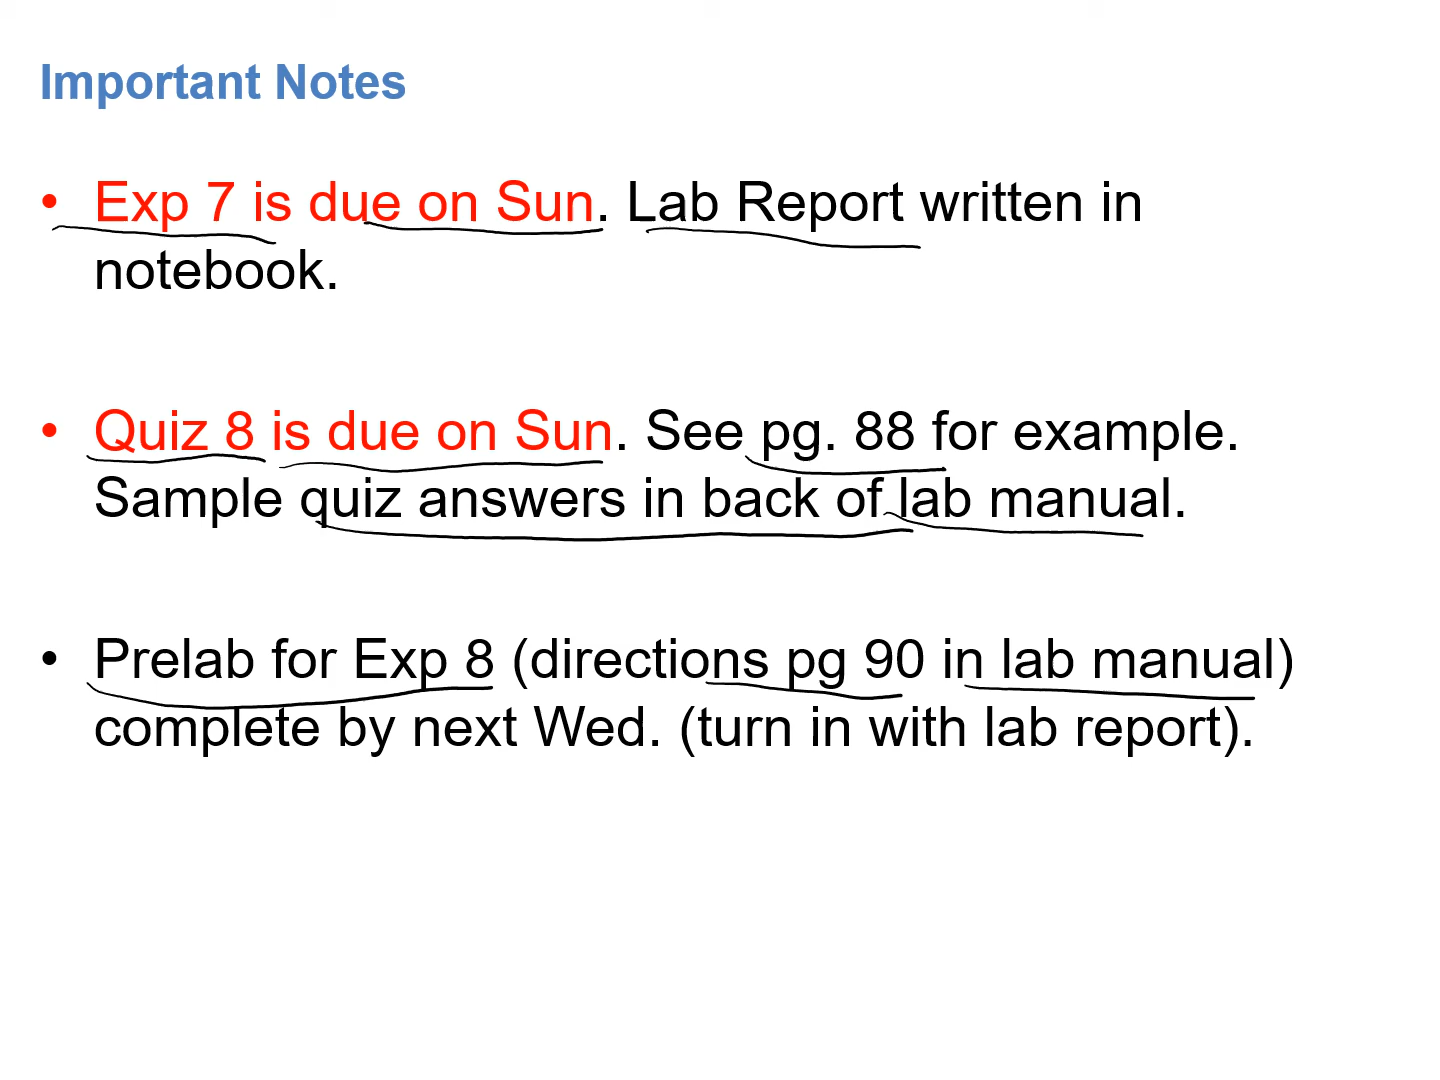 Important Notes
• Exp 7 is due on Sun. Lab Report written in
notebook.
• Quiz 8 is due on Sun. See pg. 88 for example.
Sample quiz answers in back of lab manual.
• Prelab for Exp 8 (directions pg 90 in lab manual)
complete by next Wed. (turn in with lab report).